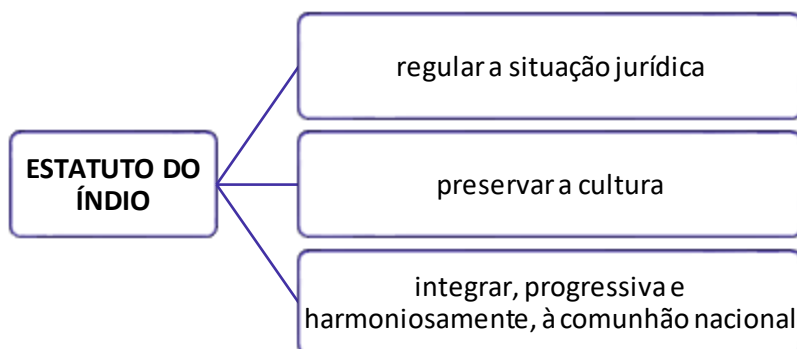 ESTATUTO DO
ÍNDIO
regular a situação jurídica
preservar a cultura
integrar, progressiva e
harmoniosamente, à comunhão nacional